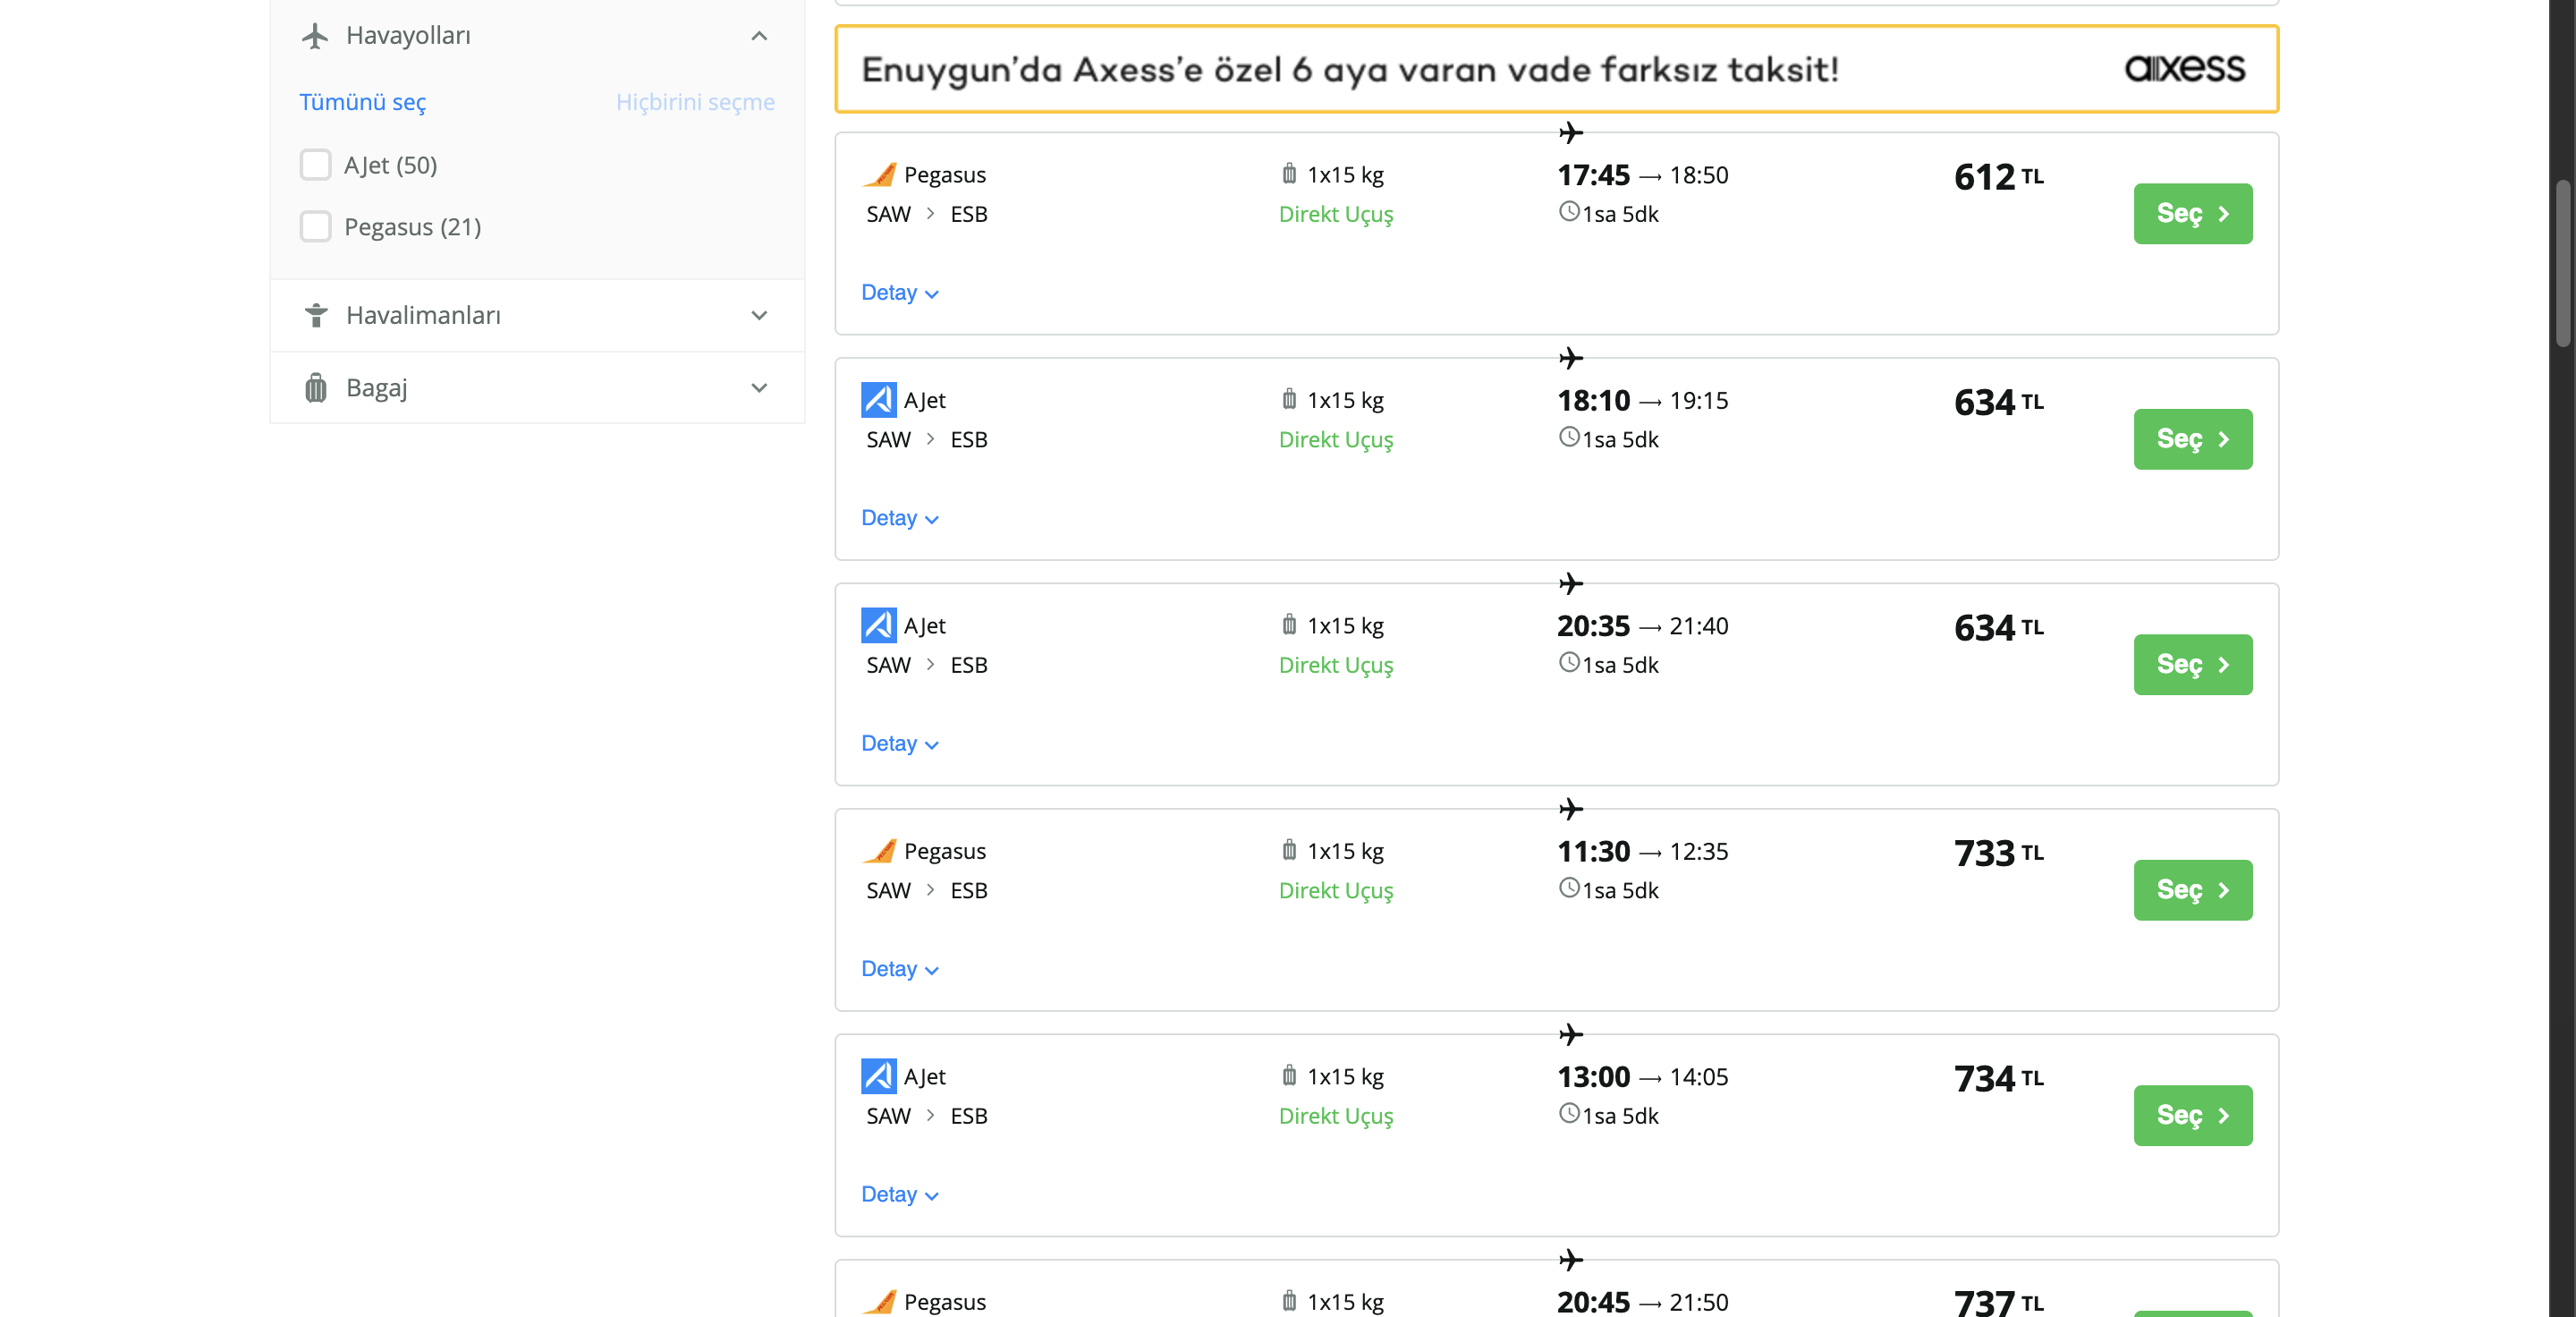 Havayolları
Tümünü seç
Hiçbirini seçme
AJet (50)
Pegasus (21)
Havalimanları
Bagaj
Enuygun'da Axess'e özel 6 aya varan vade farksız taksit!
axess
Pegasus
1x15 kg
17:45 → 18:50
612 TL
SAW > ESB
Direkt Uçuş
1sa 5dk
Seç
Detay
AJet
1x15 kg
18:10 → 19:15
634 TL
SAW > ESB
Direkt Uçuş
1sa 5dk
Seç
Detay
AJet
1x15 kg
20:35 → 21:40
634 TL
SAW > ESB
Direkt Uçuş
1sa 5dk
Seç
Detay
Pegasus
1x15 kg
11:30 → 12:35
733 TL
SAW > ESB
Direkt Uçuş
1sa 5dk
Seç
Detay
AJet
1x15 kg
13:00 → 14:05
734 TL
SAW > ESB
Direkt Uçuş
1sa 5dk
Seç
Detay
Pegasus
1x15 kg
20:45 → 21:50
737 TL